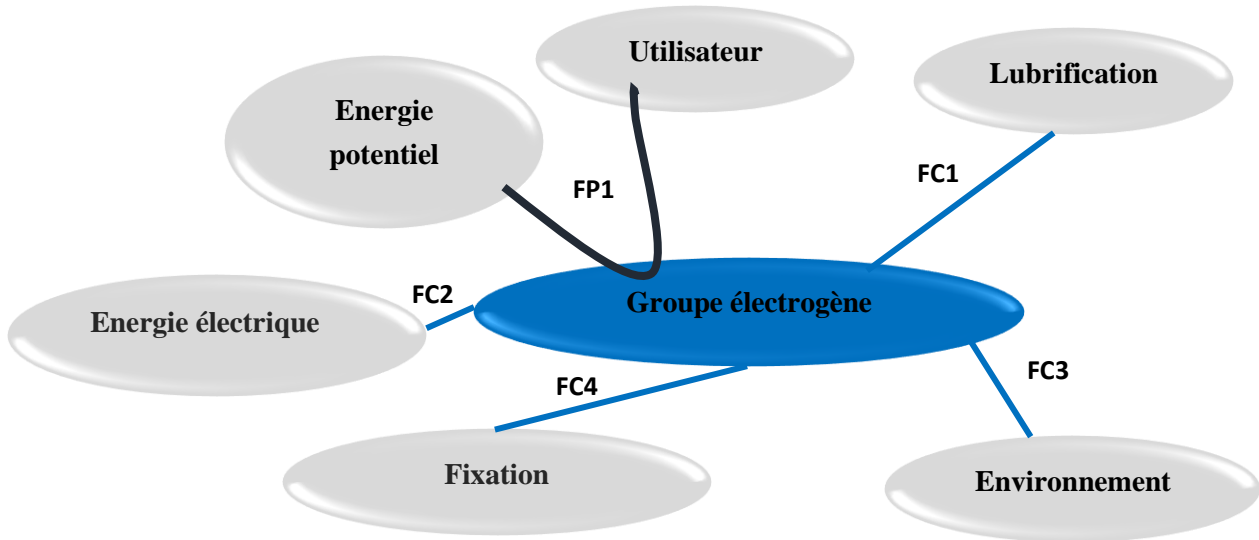 Utilisateur
Lubrification
Energie
potentiel
FC1
FP1
FC2
Groupe électrogène
Energie électrique
FC3
FC4
Fixation
Environnement